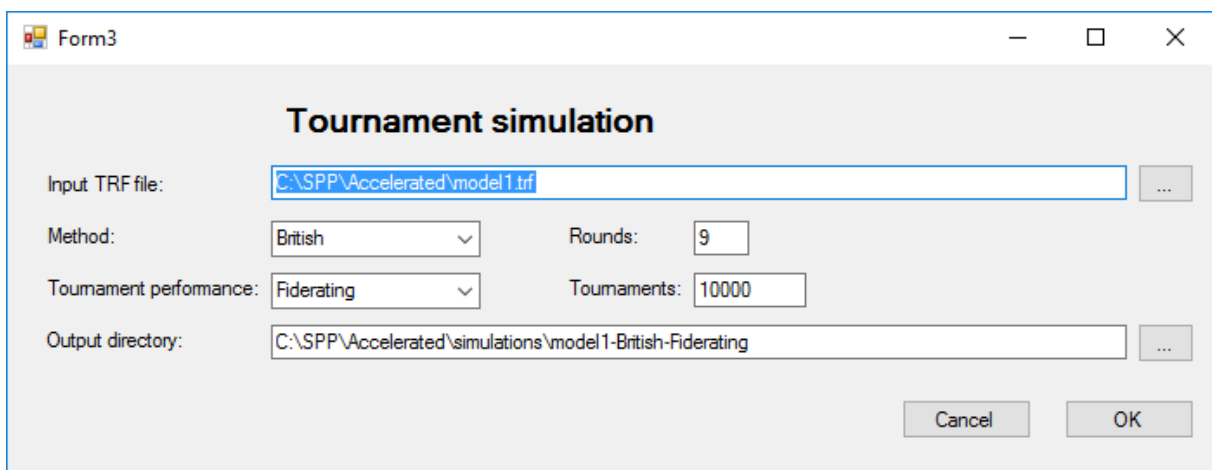 Form3
Tournament simulation
Input TRF file: C:\SPP\Accelerated\model1.trf ...
Method: British Rounds: 9
Tournament performance: Fiderating Tournaments: 10000
Output directory: C:\SPP\Accelerated\simulations\model1-British-Fiderating ...
Cancel OK